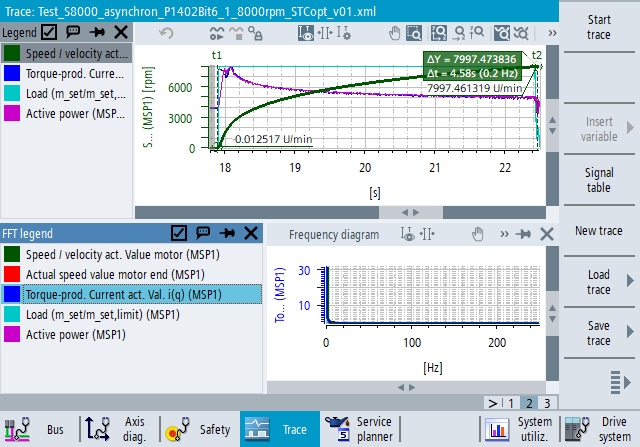 Trace: Test_S8000_asynchron_P1402Bit6_1_8000rpm_STCopt_v01.xml
Start trace
Legend
Speed / velocity act...
Torque-prod. Curre...
Load (m_set/m_set,...
Active power (MSP...
t1
t2
ΔY = 7997.473836
Δt = 4.58s (0.2 Hz)
7997.461319 U/min
-0.012517 U/min
S... (MSP1) [rpm]
6000
3000
0
18
19
20
21
22
[s]
Insert variable
Signal table
New trace
Load trace
Save trace
FFT legend
Speed / velocity act. Value motor (MSP1)
Actual speed value motor end (MSP1)
Torque-prod. Current act. Val. i(q) (MSP1)
Load (m_set/m_set,limit) (MSP1)
Active power (MSP1)
Frequency diagram
To... (MSP1)
30
10
0
100
200
[Hz]
> 1 2 3
Bus
Axis diag.
Safety
Trace
Service planner
System utiliz.
Drive system